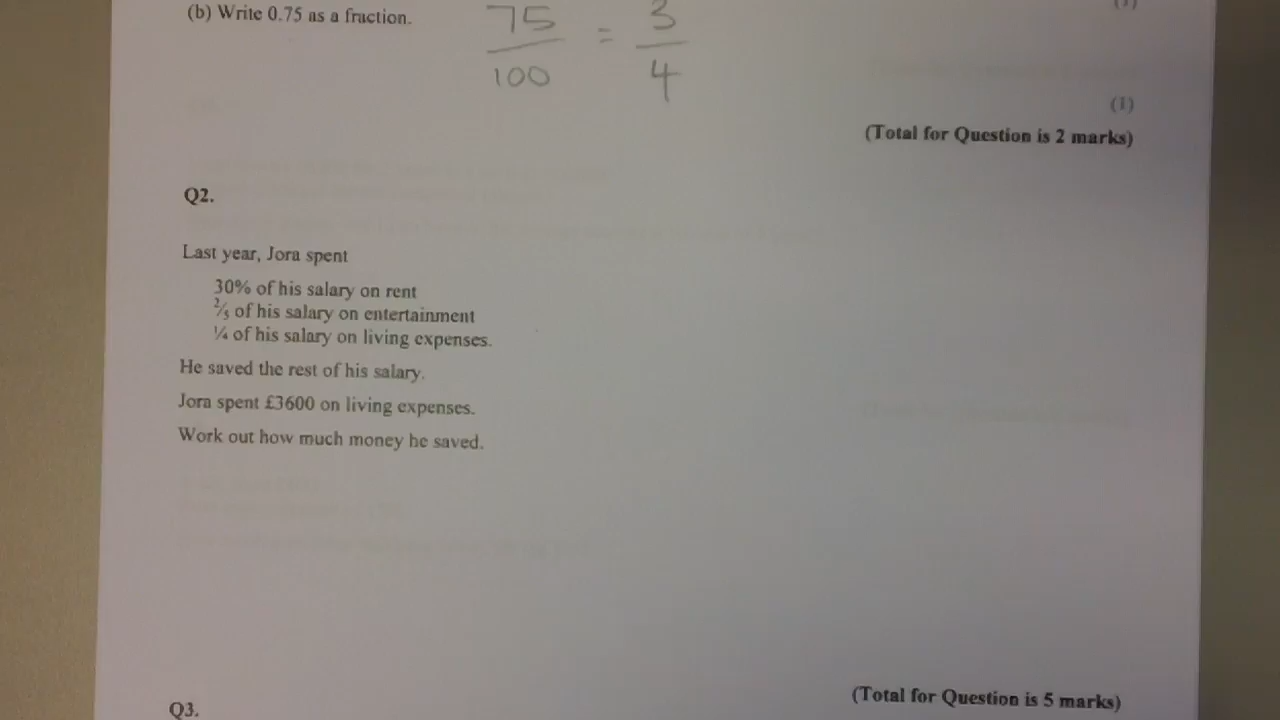 (b) Write 0.75 as a fraction.
75/100 = 3/4
(1)
(Total for Question is 2 marks)
Q2.
Last year, Jora spent
30% of his salary on rent
2/5 of his salary on entertainment
¼ of his salary on living expenses.
He saved the rest of his salary.
Jora spent £3600 on living expenses.
Work out how much money he saved.
(Total for Question is 5 marks)
Q3.